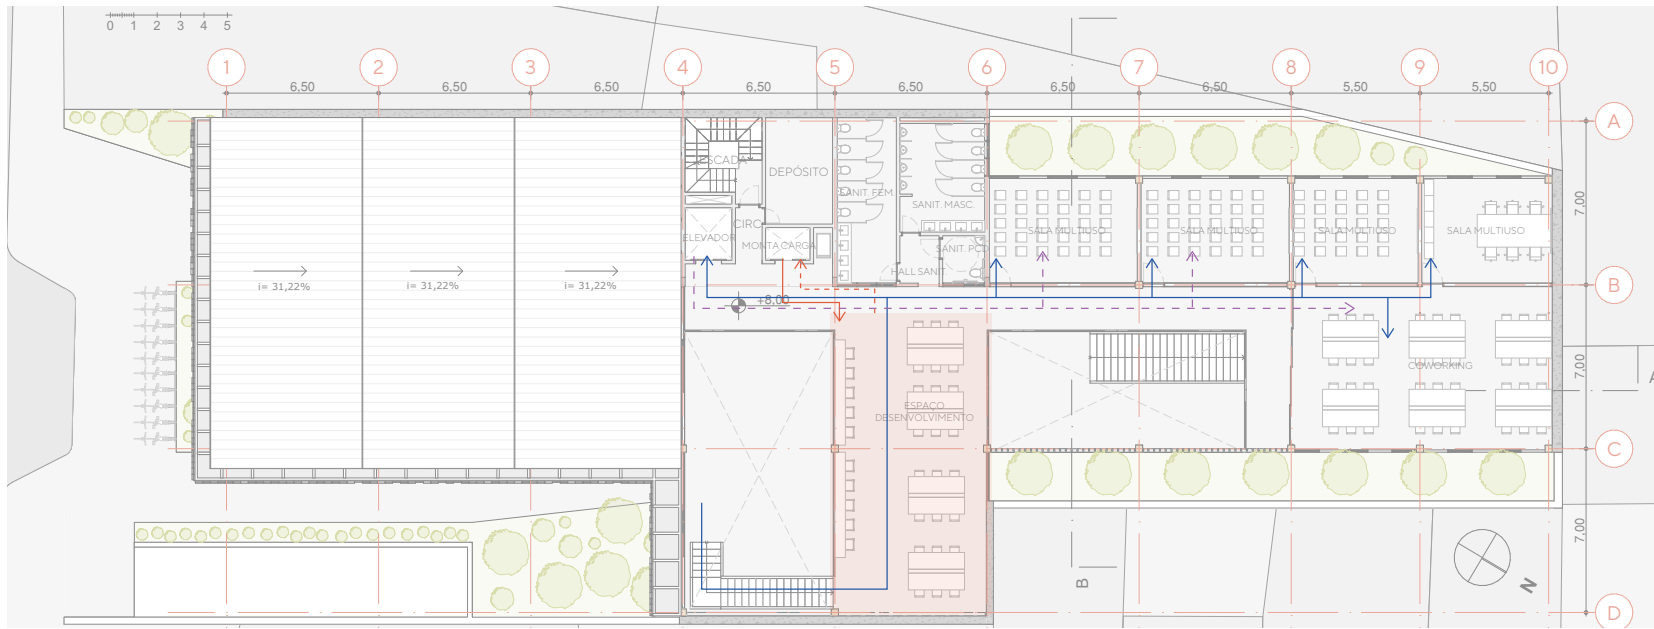 0 1 2 3 4 5
1 2 3 4 5 6 7 8 9 10
6,50 6,50 6,50 6,50 6,50 6,50 6,50 5,50 5,50
A
ESCADA
DEPÓSITO
SANIT. FEM.
SANIT. MASC.
7,00
CIRC.
ELEVADOR
MONTA CARGA
SANIT. PCD
HALL SANIT.
SALA MULTIUSO
SALA MULTIUSO
SALA MULTIUSO
SALA MULTIUSO
i= 31,22%
i= 31,22%
i= 31,22%
B
+8,00
COWORKING
7,00
A
ESPAÇO
DESENVOLVIMENTO
C
7,00
B
N
D